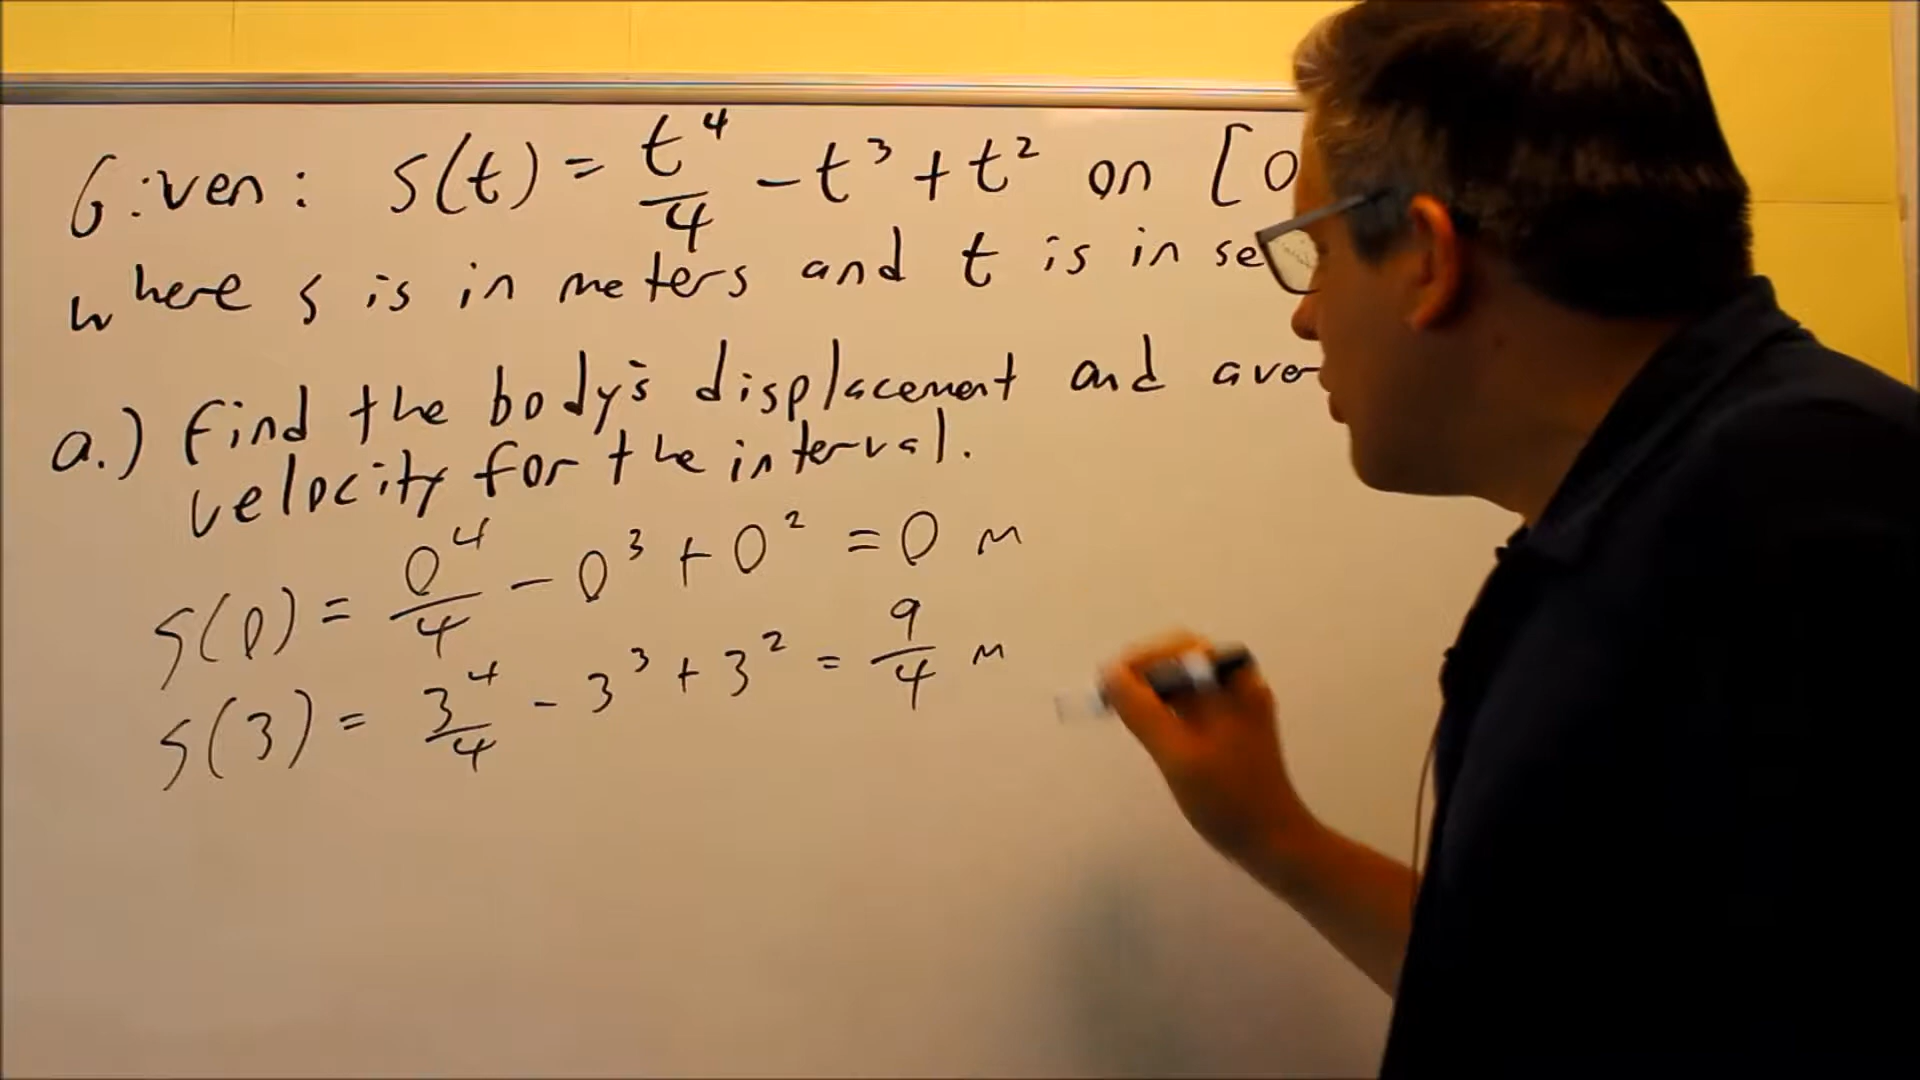 Given: s(t) = t⁴/4 - t³ + t² on [0
where s is in meters and t is in se
a.) Find the body's displacement and ave
velocity for the interval.
s(0) = 0⁴/4 - 0³ + 0² = 0 m
s(3) = 3⁴/4 - 3³ + 3² = 9/4 m